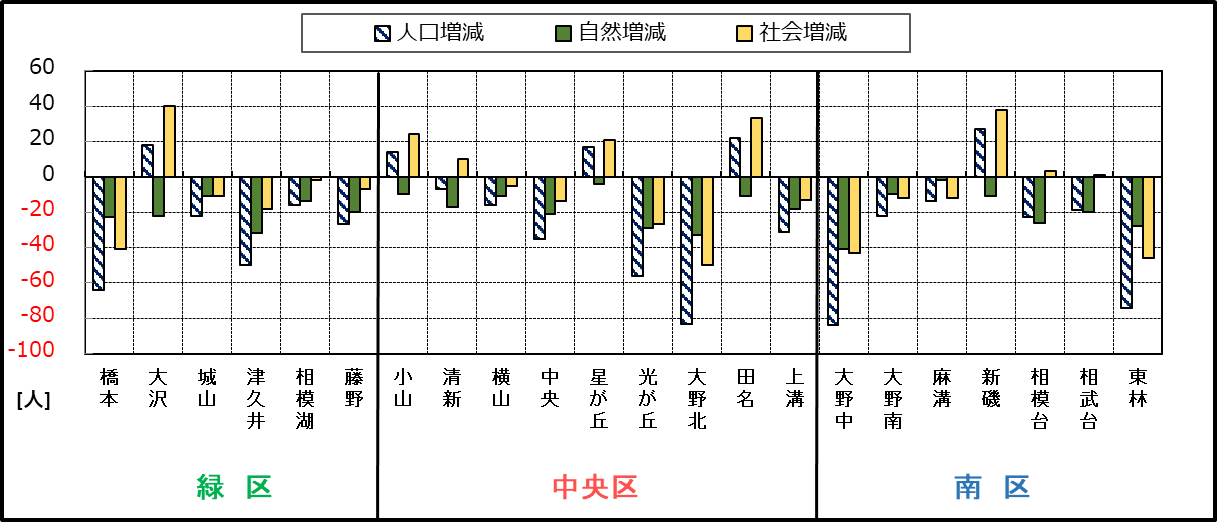 人口増減 自然増減 社会増減
60
40
20
0
-20
-40
-60
-80
-100
[人]
橋本 大沢 城山 津久井 相模湖 藤野 小山 清新 横山 中央 星が丘 光が丘 大野北 田名 上溝 大野中 大野南 麻溝 新磯 相模台 相武台 東林
緑 区 中央区 南 区